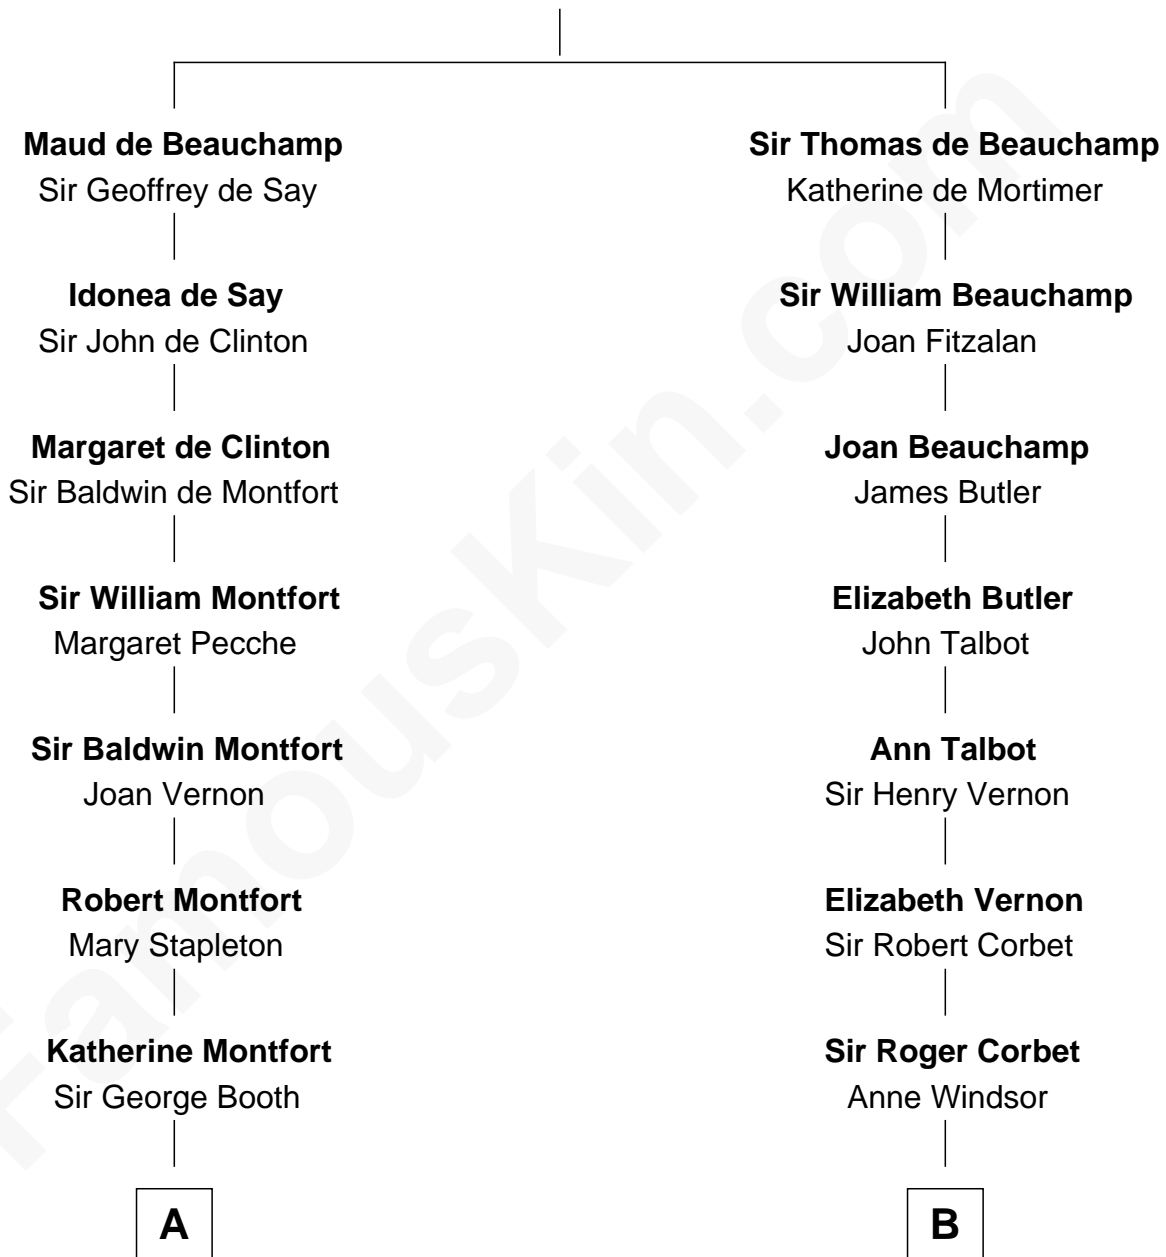 Maud de Beauchamp
Sir Geoffrey de Say
Idonea de Say
Sir John de Clinton
Margaret de Clinton
Sir Baldwin de Montfort
Sir William Montfort
Margaret Pecche
Sir Baldwin Montfort
Joan Vernon
Robert Montfort
Mary Stapleton
Katherine Montfort
Sir George Booth
A
Sir Thomas de Beauchamp
Katherine de Mortimer
Sir William Beauchamp
Joan Fitzalan
Joan Beauchamp
James Butler
Elizabeth Butler
John Talbot
Ann Talbot
Sir Henry Vernon
Elizabeth Vernon
Sir Robert Corbet
Sir Roger Corbet
Anne Windsor
B
FamousKin.com